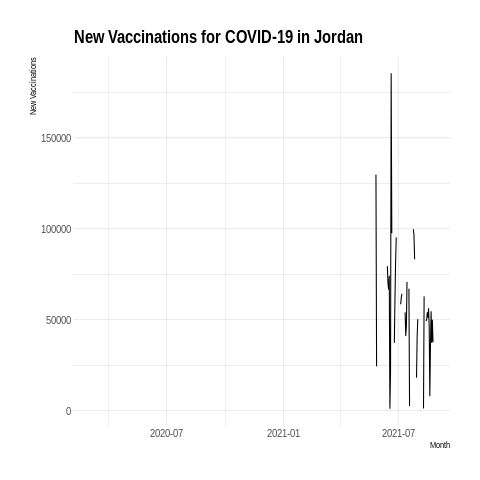 New Vaccinations for COVID-19 in Jordan
New Vaccinations
150000
100000
50000
0
2020-07 2021-01 2021-07
Month